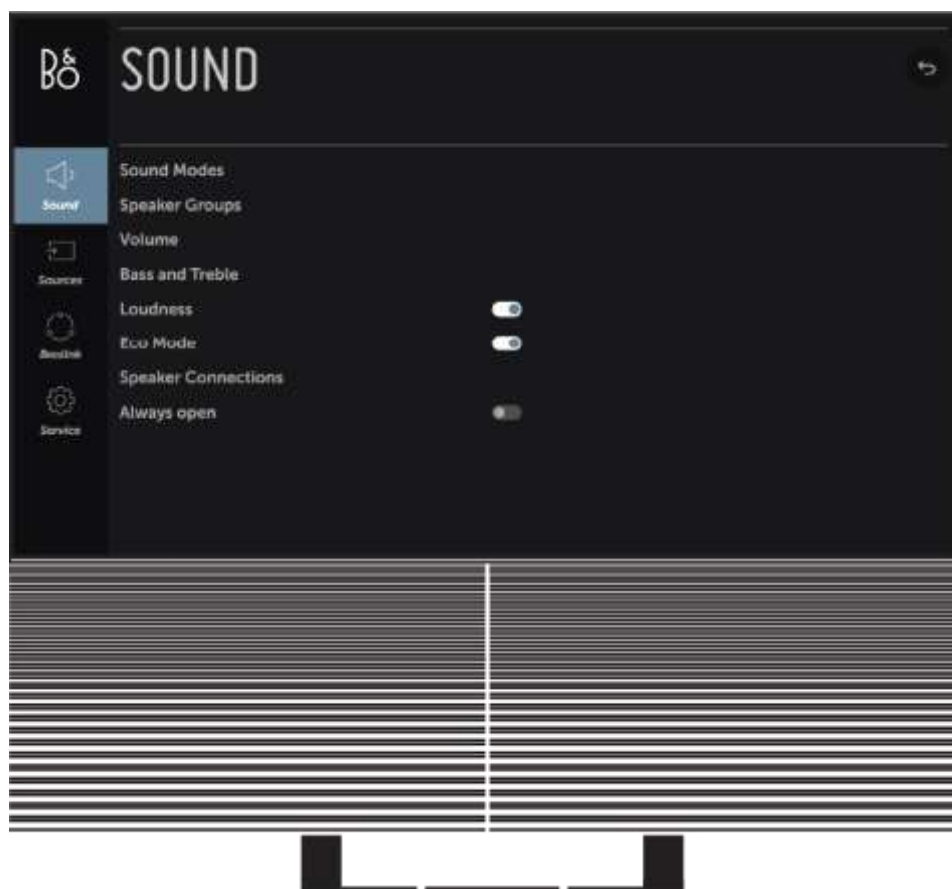 B&O
SOUND
Sound
Sources
Beolink
Service
Sound Modes
Speaker Groups
Volume
Bass and Treble
Loudness
Eco Mode
Speaker Connections
Always open